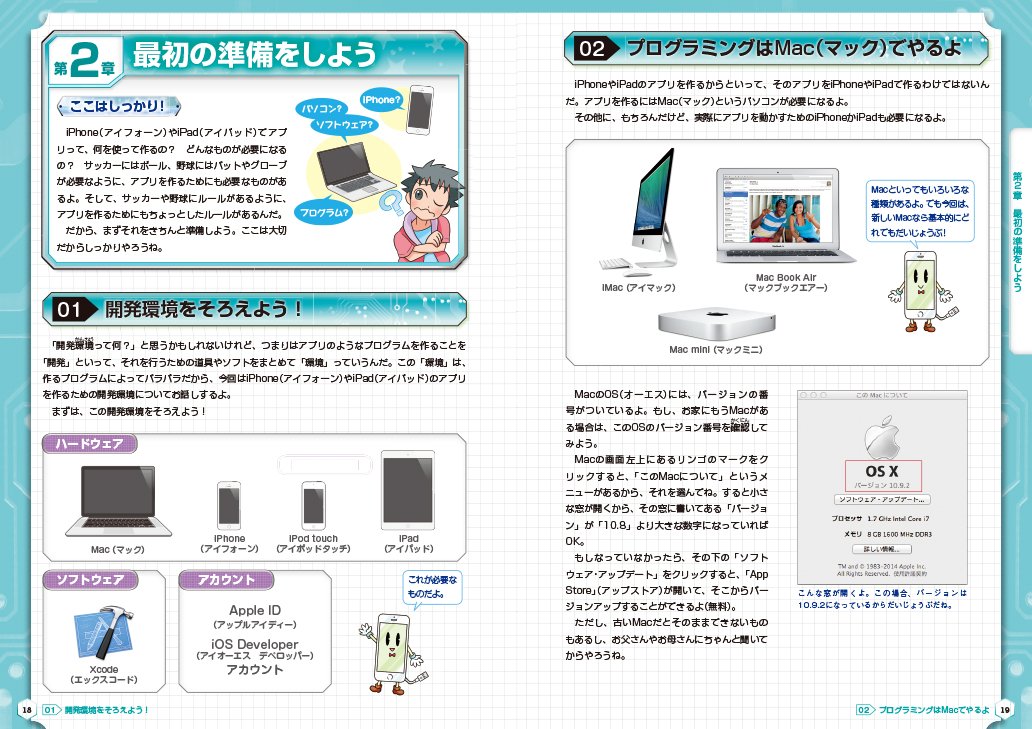 第2章
最初の準備をしよう
ここはしっかり!
iPhone(アイフォーン)やiPad(アイパッド)でアプ
リって、何を使って作るの? どんなものが必要になる
の? サッカーにはボール、野球にはバットやグローブ
が必要なように、アプリを作るためにも必要なものがあ
るよ。そして、サッカーや野球にルールがあるように、
アプリを作るためにもちょっとしたルールがあるんだ。
だから、まずそれをきちんと準備しよう。ここは大切
だからしっかりやろうね。
パソコン?
iPhone?
ソフトウェア?
プログラム?
01 開発環境をそろえよう!
「開発環境って何?」と思うかもしれないけれど、つまりはアプリのようなプログラムを作ることを
「開発」といって、それを行うための道具やソフトをまとめて「環境」っていうんだ。この「環境」は、
作るプログラムによってバラバラだから、今回はiPhone(アイフォーン)やiPad(アイパッド)のアプリ
を作るための開発環境についてお話しするよ。
まずは、この開発環境をそろえよう!
ハードウェア
Mac(マック)
iPhone
(アイフォーン)
iPod touch
(アイポッドタッチ)
iPad
(アイパッド)
ソフトウェア
Xcode
(エックスコード)
アカウント
Apple ID
(アップルアイディー)
iOS Developer
(アイオーエス デベロッパー)
アカウント
これが必要な
ものだよ。
18 01 開発環境をそろえよう!
02 プログラミングはMac(マック)でやるよ
iPhoneやiPadのアプリを作るからといって、そのアプリをiPhoneやiPadで作るわけではないん
だ。アプリを作るにはMac(マック)というパソコンが必要になるよ。
その他に、もちろんだけど、実際にアプリを動かすためのiPhoneかiPadも必要になるよ。
iMac(アイマック)
Mac Book Air
(マックブックエアー)
Mac mini(マックミニ)
Macといってもいろいろな
種類があるよ。でも今回は、
新しいMacなら基本的にど
れでもだいじょうぶ!
MacのOS(オーエス)には、バージョンの番
号がついているよ。もし、お家にもうMacがあ
る場合は、このOSのバージョン番号を確認して
みよう。
Macの画面左上にあるリンゴのマークをク
リックすると、「このMacについて」というメ
ニューがあるから、それを選んでね。すると小さ
な窓が開くから、その窓に書いてある「バージョ
ン」が「10.8」より大きな数字になっていれば
OK。
もしなっていなかったら、その下の「ソフト
ウェア・アップデート」をクリックすると、「App
Store」(アップストア)が開いて、そこからバー
ジョンアップすることができるよ(無料)。
ただし、古いMacだとそのままできないもの
もあるし、お父さんやお母さんにちゃんと聞いて
からやろうね。
このMacについて
OS X
バージョン 10.9.2
ソフトウェア・アップデート...
プロセッサ 1.7 GHz Intel Core i7
メモリ 8 GB 1600 MHz DDR3
詳しい情報...
TM and © 1983-2014 Apple Inc.
All Rights Reserved. 使用許諾契約
こんな窓が開くよ。この場合、バージョンは
10.9.2になっているからだいじょうぶだね。
第2章 最初の準備をしよう
02 プログラミングはMacでやるよ 19